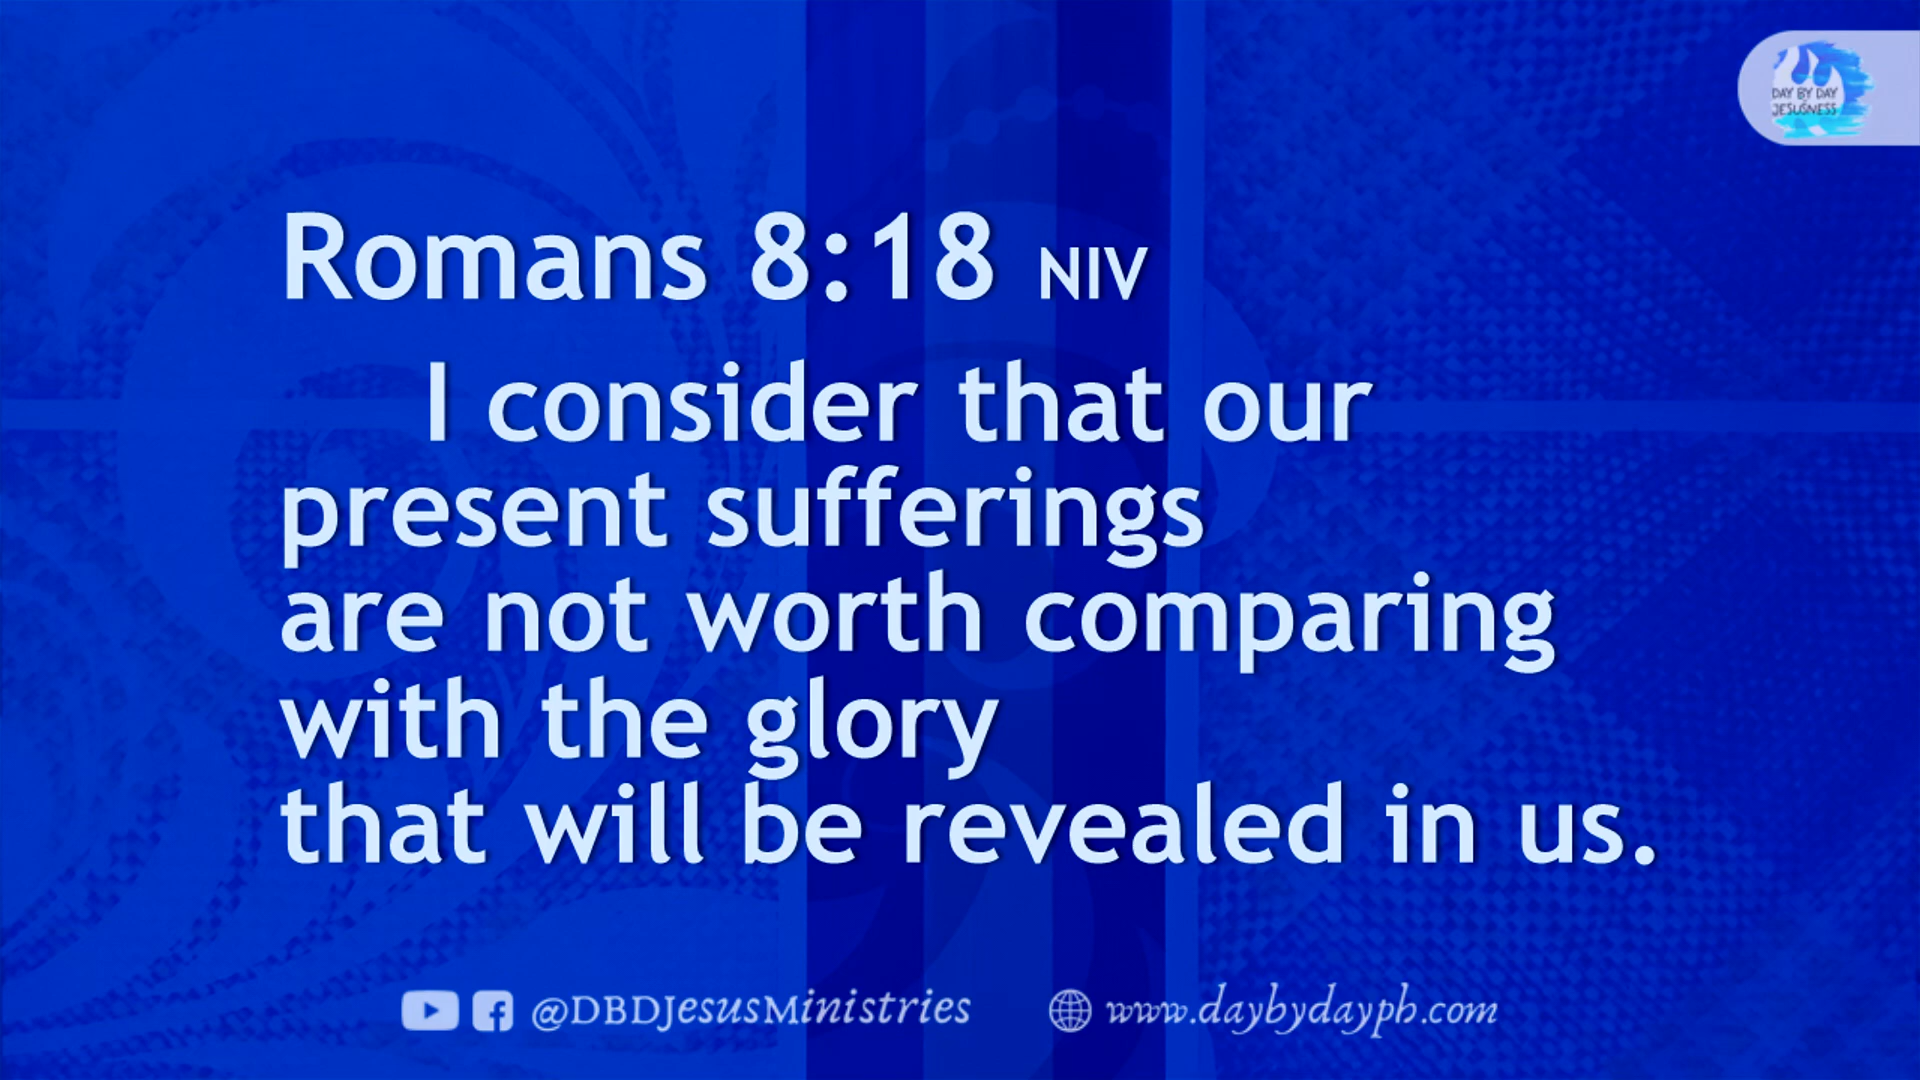 DAY BY DAY
JESUSNESS
Romans 8:18 NIV
I consider that our
present sufferings
are not worth comparing
with the glory
that will be revealed in us.
@DBDJesusMinistries www.daybydayph.com